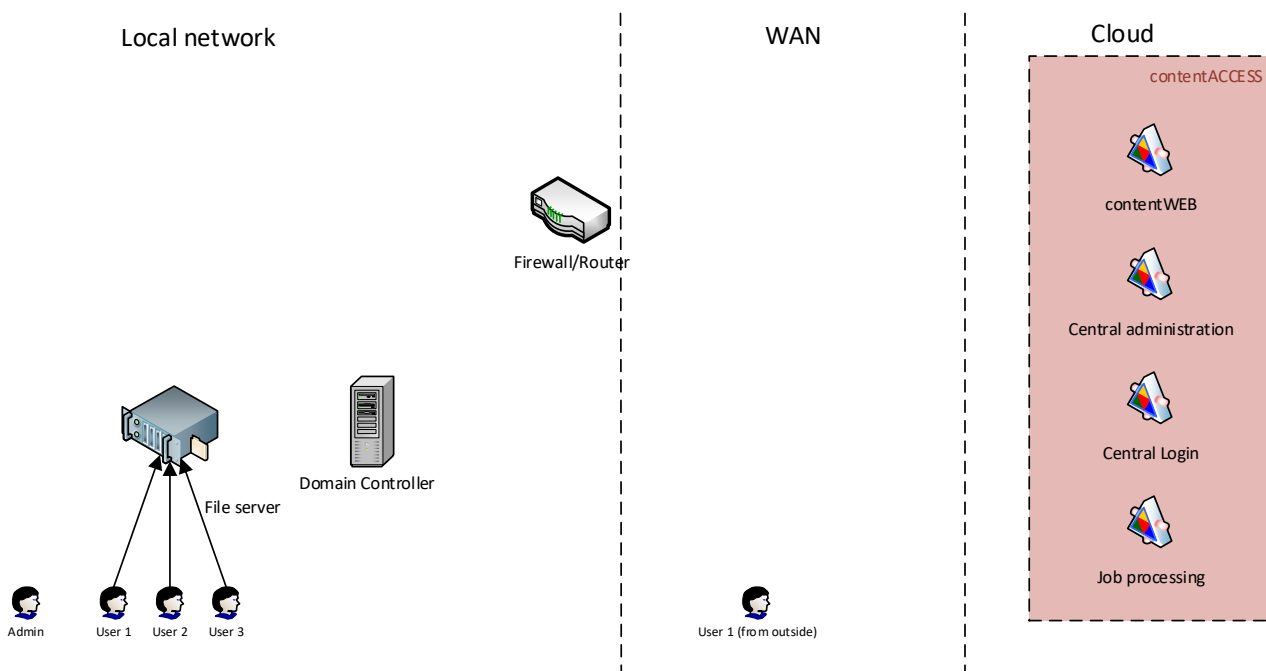 Local network
WAN
Cloud
contentACCESS
contentWEB
Firewall/Router
Central administration
Central Login
Domain Controller
File server
Job processing
Admin
User 1
User 2
User 3
User 1 (from outside)